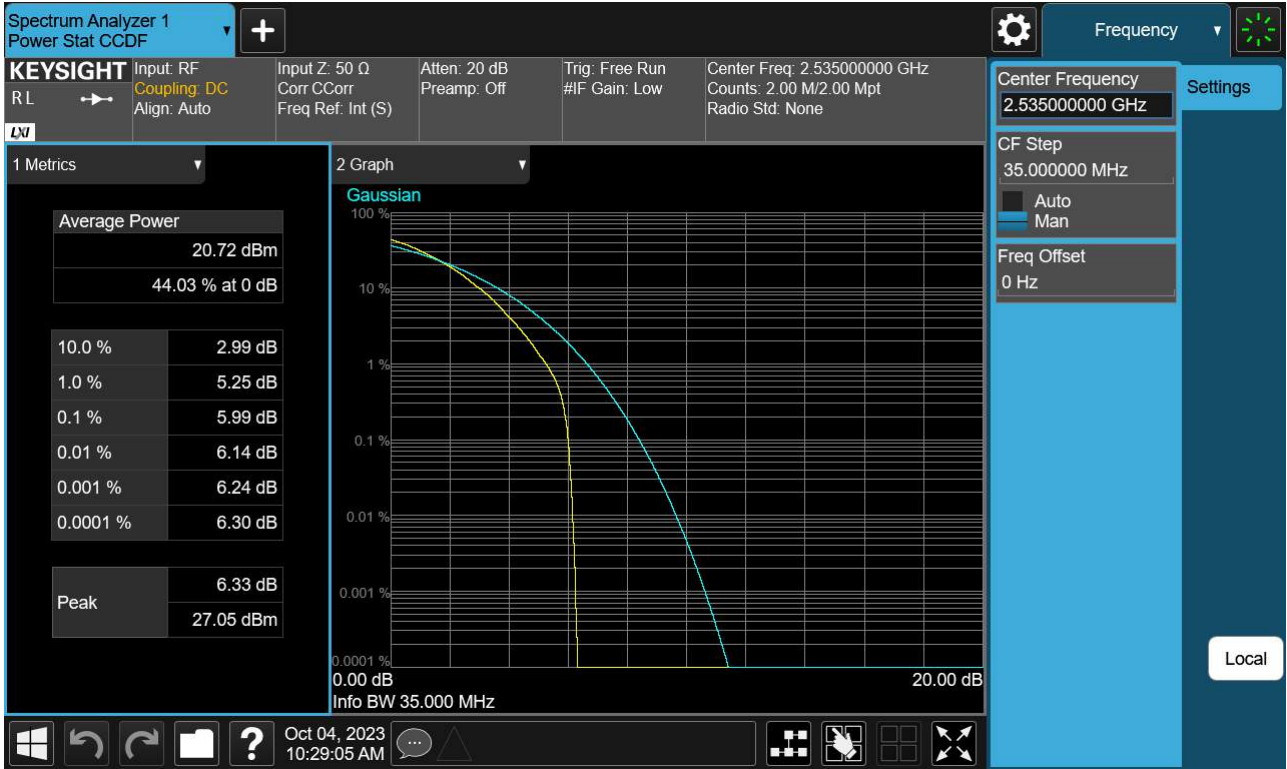 Spectrum Analyzer 1
Power Stat CCDF
Frequency
KEYSIGHT
R L
LXI
Input: RF
Coupling: DC
Align: Auto
Input Z: 50 Ω
Corr CCorr
Freq Ref: Int (S)
Atten: 20 dB
Preamp: Off
Trig: Free Run
#IF Gain: Low
Center Freq: 2.535000000 GHz
Counts: 2.00 M/2.00 Mpt
Radio Std: None
Center Frequency
2.535000000 GHz
Settings
CF Step
35.000000 MHz
Auto
Man
Freq Offset
0 Hz
Local
1 Metrics
Average Power
20.72 dBm
44.03 % at 0 dB
10.0 % 2.99 dB
1.0 % 5.25 dB
0.1 % 5.99 dB
0.01 % 6.14 dB
0.001 % 6.24 dB
0.0001 % 6.30 dB
Peak
6.33 dB
27.05 dBm
2 Graph
Gaussian
100 %
10 %
1 %
0.1 %
0.01 %
0.001 %
0.0001 %
0.00 dB 20.00 dB
Info BW 35.000 MHz
?
Oct 04, 2023
10:29:05 AM